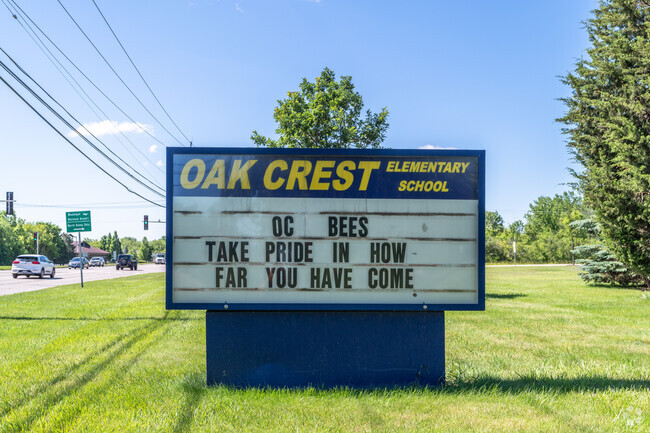 OAK CREST ELEMENTARY
SCHOOL
OC BEES
TAKE PRIDE IN HOW
FAR YOU HAVE COME